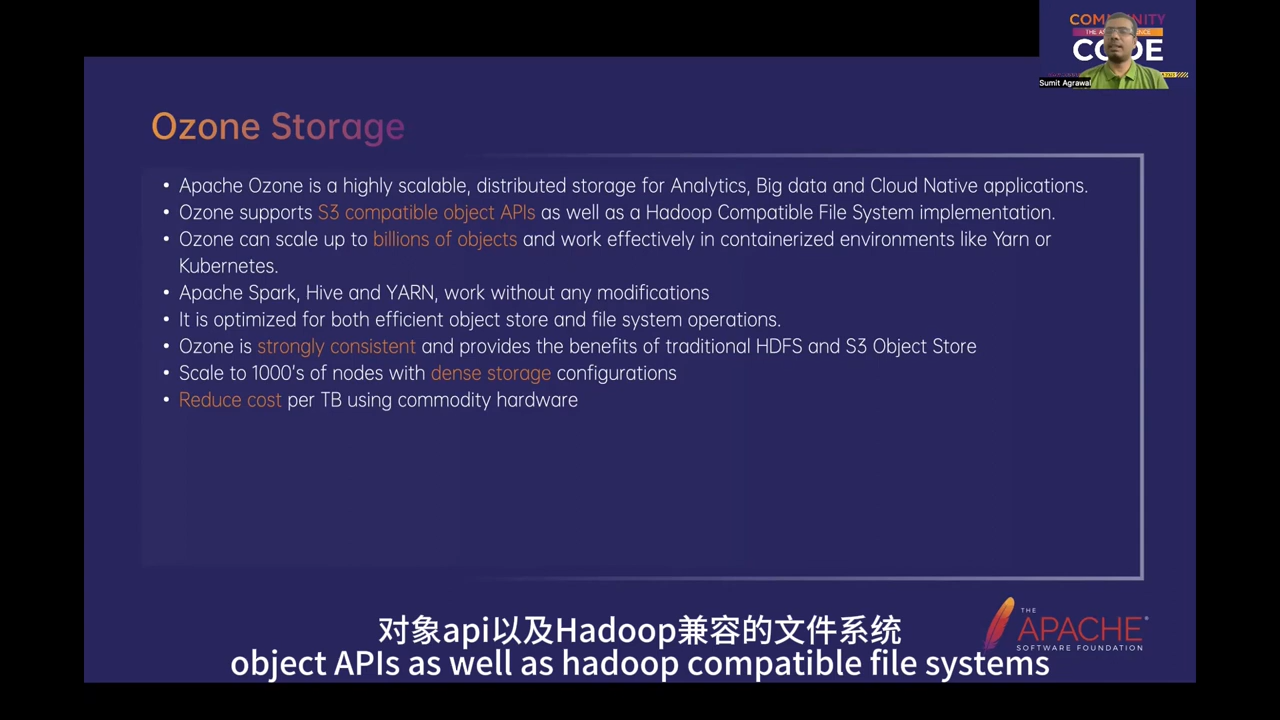 COMMUNITY
CODE
Sumit Agrawal
Ozone Storage
• Apache Ozone is a highly scalable, distributed storage for Analytics, Big data and Cloud Native applications.
• Ozone supports S3 compatible object APIs as well as a Hadoop Compatible File System implementation.
• Ozone can scale up to billions of objects and work effectively in containerized environments like Yarn or
Kubernetes.
• Apache Spark, Hive and YARN, work without any modifications
• It is optimized for both efficient object store and file system operations.
• Ozone is strongly consistent and provides the benefits of traditional HDFS and S3 Object Store
• Scale to 1000's of nodes with dense storage configurations
• Reduce cost per TB using commodity hardware
THE
APACHE
SOFTWARE FOUNDATION
对象api以及Hadoop兼容的文件系统
object APIs as well as hadoop compatible file systems